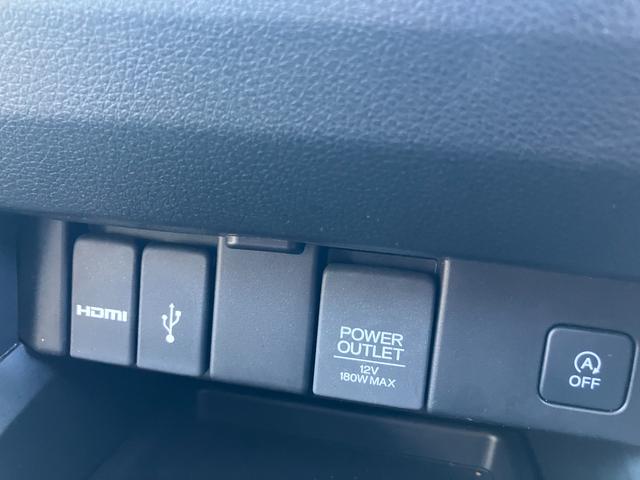 HDMI
POWER
OUTLET
12V
180W MAX
A
OFF